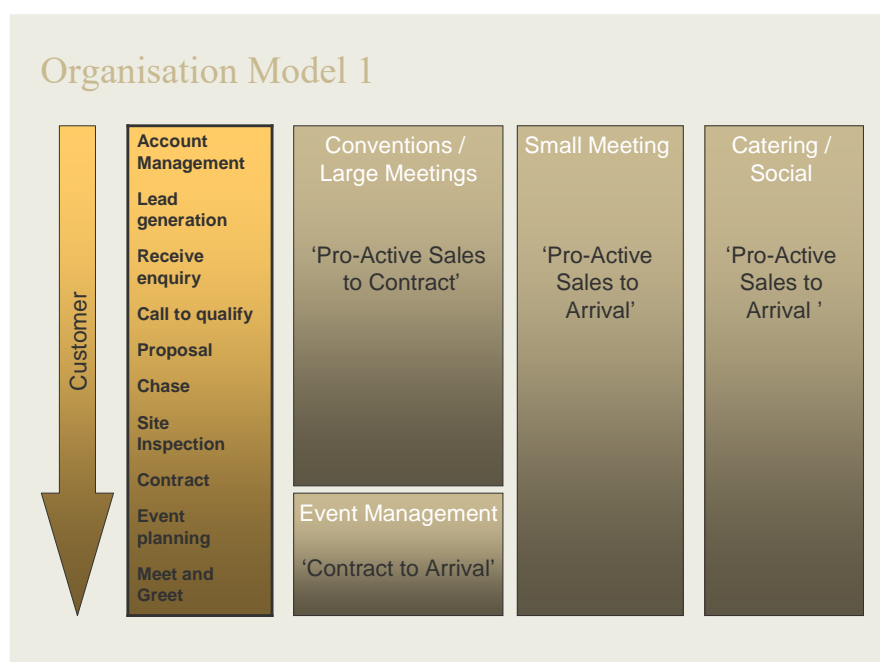 Organisation Model 1
Customer
Account
Management
Lead
generation
Receive
enquiry
Call to qualify
Proposal
Chase
Site
Inspection
Contract
Event
planning
Meet and
Greet
Conventions /
Large Meetings
‘Pro-Active Sales
to Contract’
Event Management
‘Contract to Arrival’
Small Meeting
‘Pro-Active
Sales to
Arrival’
Catering /
Social
‘Pro-Active
Sales to
Arrival ’